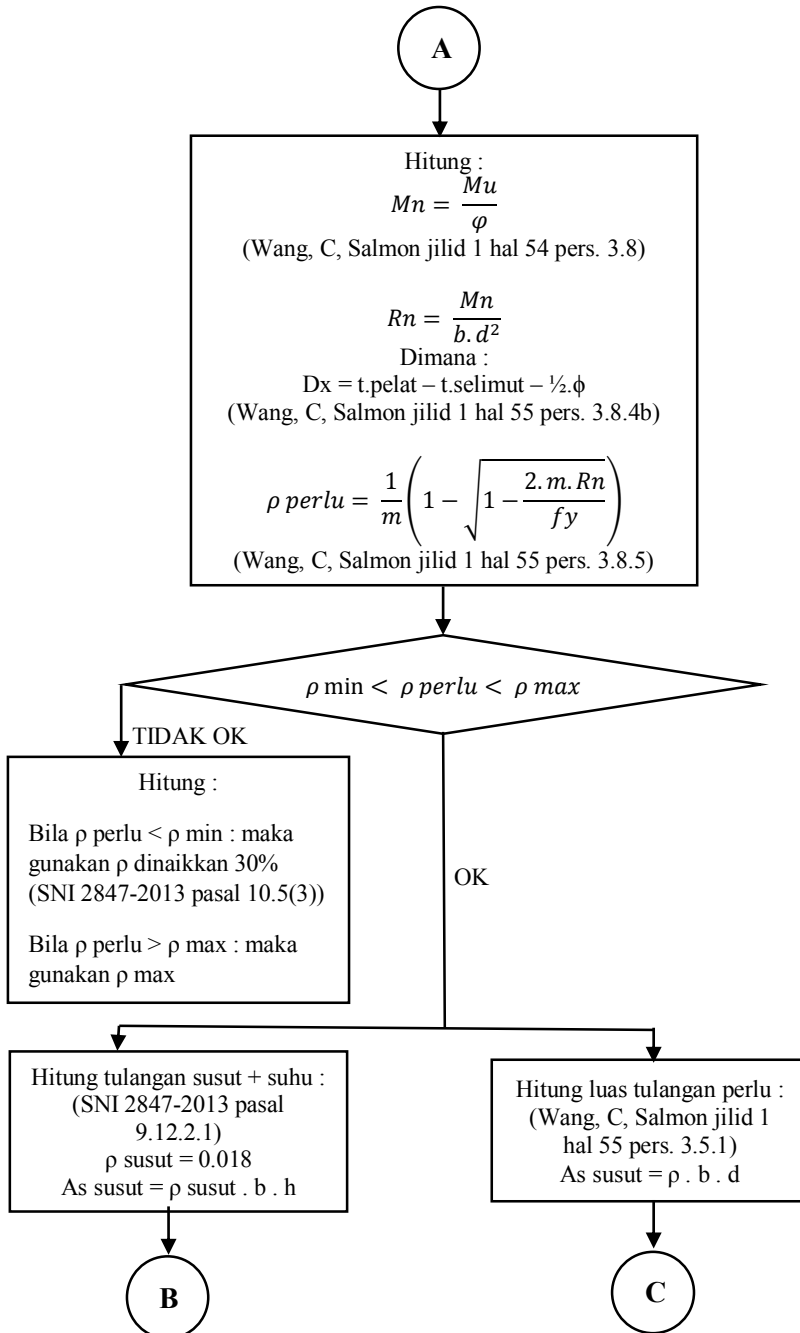 A
Hitung :
Mn = Mu / φ
(Wang, C, Salmon jilid 1 hal 54 pers. 3.8)
Rn = Mn / b. d²
Dimana :
Dx = t.pelat – t.selimut – ½.ϕ
(Wang, C, Salmon jilid 1 hal 55 pers. 3.8.4b)
ρ perlu = 1/m (1 − √(1 − 2. m. Rn / fy))
(Wang, C, Salmon jilid 1 hal 55 pers. 3.8.5)
ρ min < ρ perlu < ρ max
TIDAK OK
Hitung :
Bila ρ perlu < ρ min : maka
gunakan ρ dinaikkan 30%
(SNI 2847-2013 pasal 10.5(3))
Bila ρ perlu > ρ max : maka
gunakan ρ max
OK
Hitung tulangan susut + suhu :
(SNI 2847-2013 pasal
9.12.2.1)
ρ susut = 0.018
As susut = ρ susut . b . h
Hitung luas tulangan perlu :
(Wang, C, Salmon jilid 1
hal 55 pers. 3.5.1)
As susut = ρ . b . d
B
C